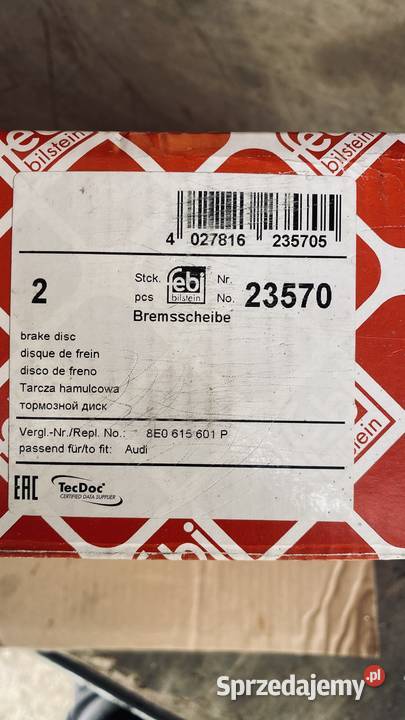 febi
bilstein
bilstein
4 027816 235705
2
Stck.
pcs
febi
bilstein
Nr.
No.
23570
Bremsscheibe
brake disc
disque de frein
disco de freno
Tarcza hamulcowa
тормозной диск
Vergl.-Nr./Repl. No.: 8E0 615 601 P
passend für/to fit: Audi
EAC
TecDoc
CERTIFIED DATA SUPPLIER
bilstein
Sprzedajemy.pl